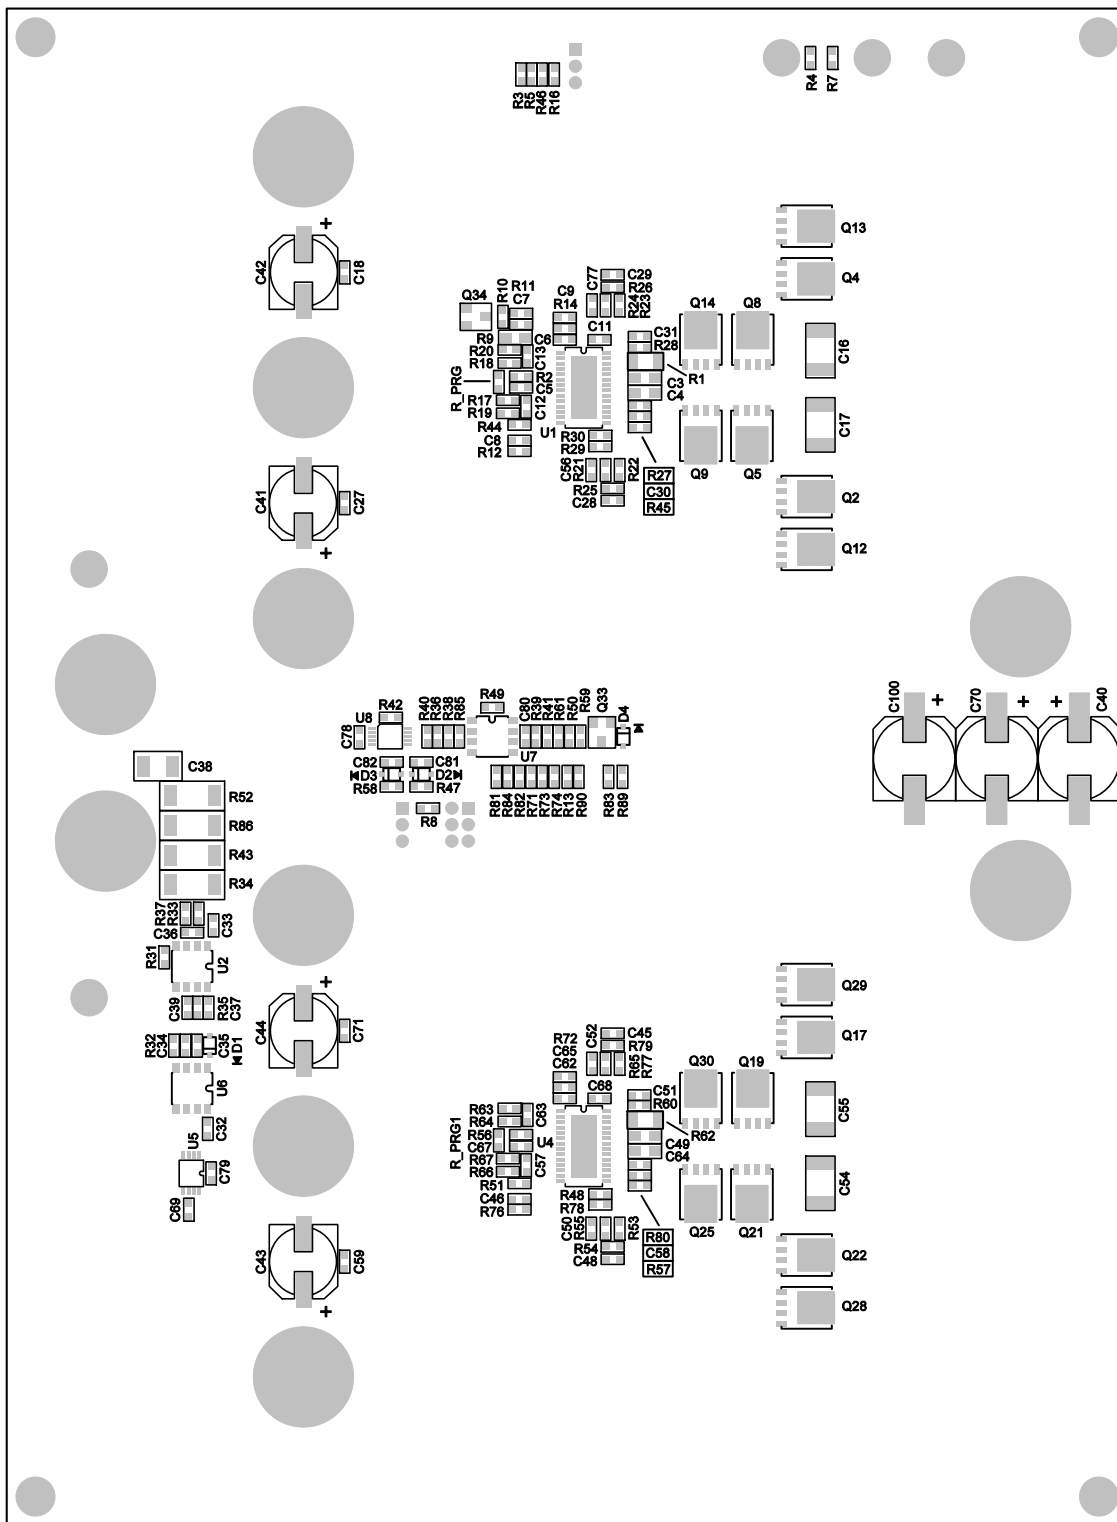 R3
R5
R46
R16
R4
R7
+
C42
C18
Q13
Q4
C77
C29
R26
R24
R23
R10
R11
C7
C9
R14
Q34
R9
C6
C11
Q14
Q8
R20
C13
R18
C31
R28
C16
R_PRG
R2
C5
R1
C3
C4
R17
C12
R19
R44
U1
C8
R12
R30
R29
C17
C56
R21
R22
R27
Q9
Q5
R25
C30
C28
R45
C41
C27
+
Q2
Q12
R42
U8
C78
R40
R36
R38
R85
R49
C80
R39
R41
R61
R50
R59
Q33
D4
U7
C82
D3
R58
C81
D2
R47
R81
R84
R82
R71
R73
R74
R13
R90
R83
R89
R8
C100
+
C70
+
+
C40
C38
R52
R86
R43
R34
R37
R33
C33
C36
R31
U2
C39
R35
C37
R32
C34
C35
D1
U6
C32
U5
C79
C69
+
C44
C71
Q29
Q17
C52
C45
R79
R65
R77
R72
C65
C62
C68
Q30
Q19
R63
C63
R64
C51
R60
C55
R_PRG1
R56
C67
U4
R62
C49
C64
R67
C57
R66
R51
C46
R76
R48
R78
C54
C50
R55
R53
R80
Q25
Q21
R54
C58
C48
R57
C43
C59
+
Q22
Q28